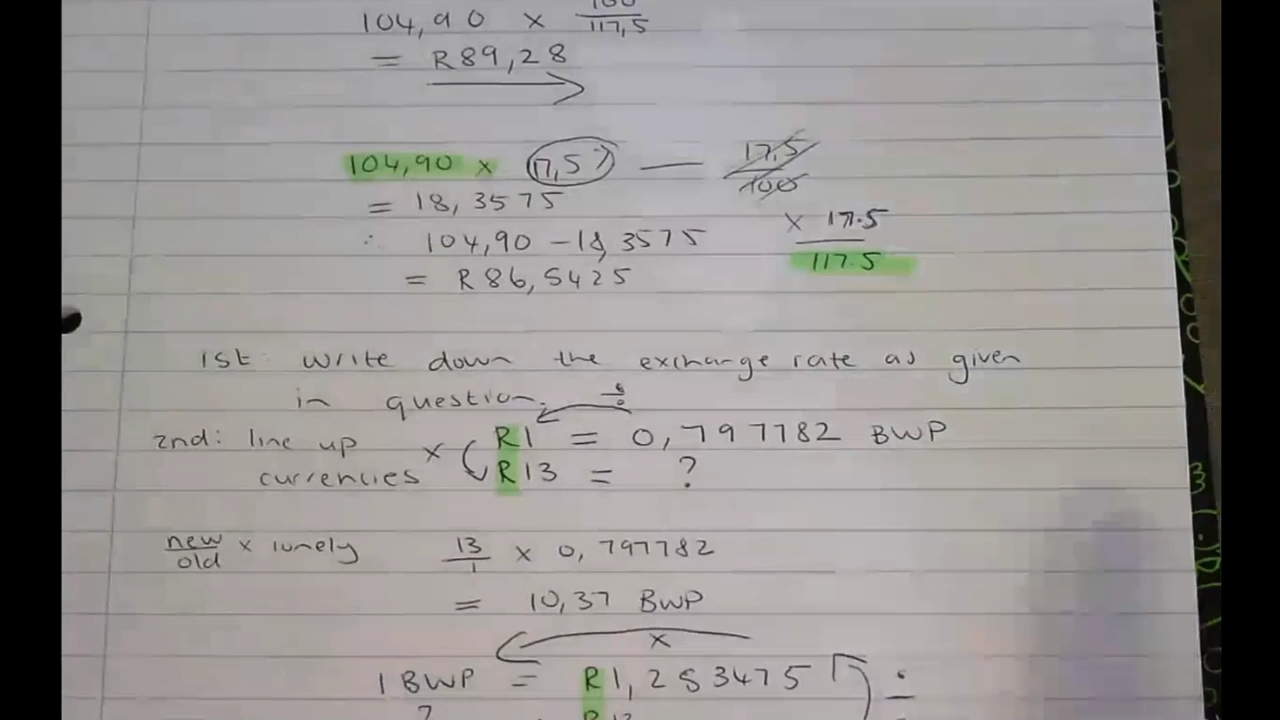 104,90 x 100/117,5
= R89,28
104,90 x 17,5% — 17,5/100
= 18,3575
x 17.5
∴ 104,90 - 18,3575
117.5
= R86,5425
1st: write down the exchange rate as given
in question.
÷
2nd: line up
currencies
x R1 = 0,797782 BWP
R13 = ?
new/old x lonely
13/1 x 0,797782
= 10,37 BWP
x
1 BWP = R1,253475 ÷
? R13